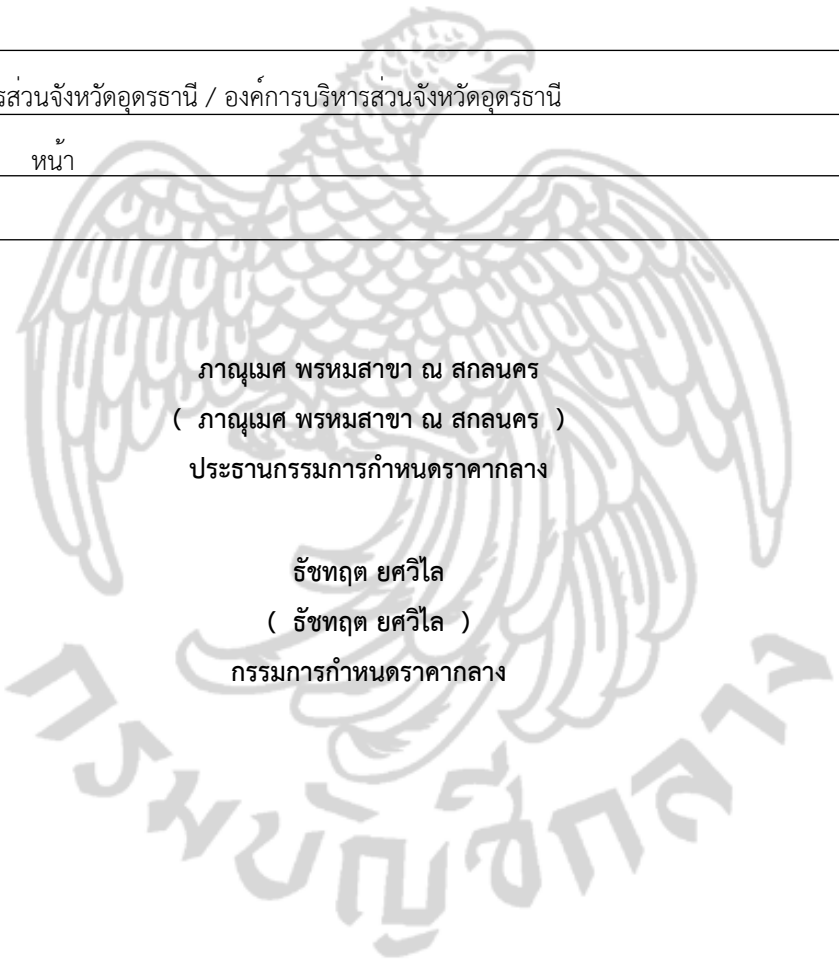 รส่วนจังหวัดอุดรธานี / องค์การบริหารส่วนจังหวัดอุดรธานี
หน้า
ภาณุเมศ พรหมสาขา ณ สกลนคร
( ภาณุเมศ พรหมสาขา ณ สกลนคร )
ประธานกรรมการกำหนดราคากลาง
ธัชทฤต ยศวิไล
( ธัชทฤต ยศวิไล )
กรรมการกำหนดราคากลาง
กรมบัญชีกลาง